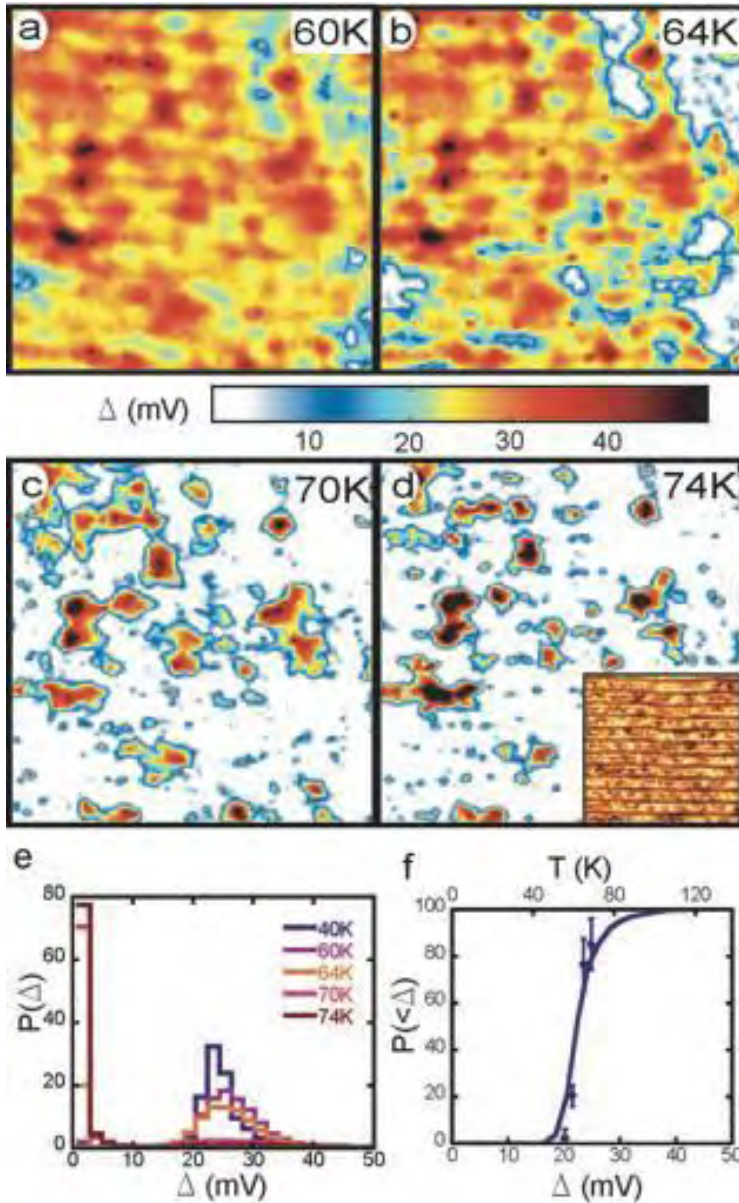 a 60K
b 64K
Δ (mV) 10 20 30 40
c 70K
d 74K
e
80
60
40
20
0
P(Δ)
40K
60K
64K
70K
74K
0 10 20 30 40 50
Δ (mV)
f
T (K)
0 40 80 120
100
80
60
40
20
0
P(<Δ)
0 20 30 40 50
Δ (mV)